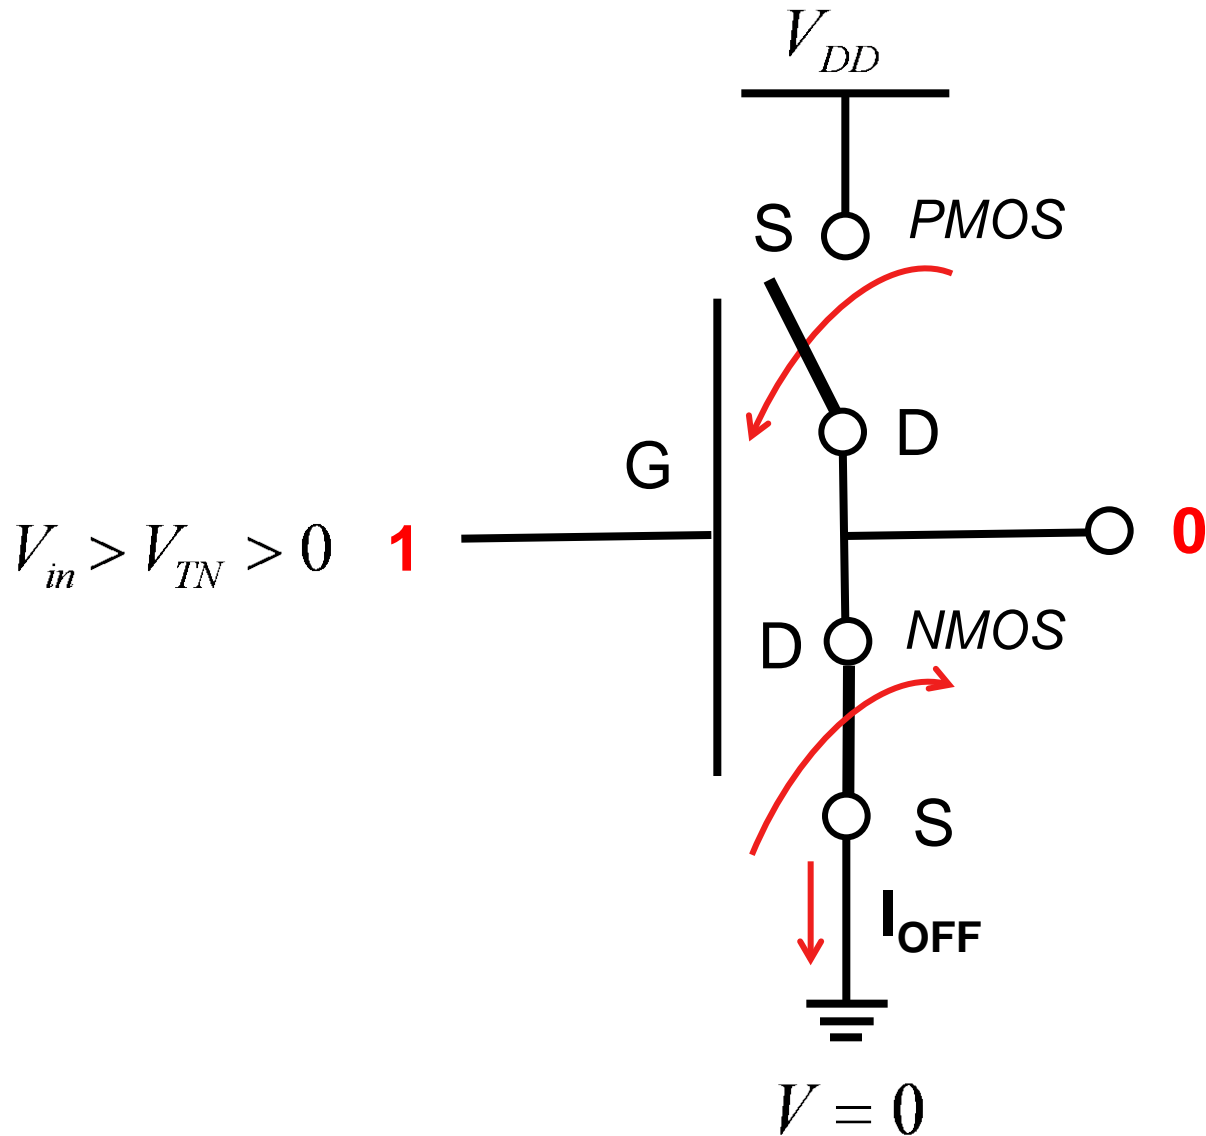 V_DD
S PMOS
D
G
V_in > V_TN > 0 1 0
D NMOS
S
I_OFF
V = 0